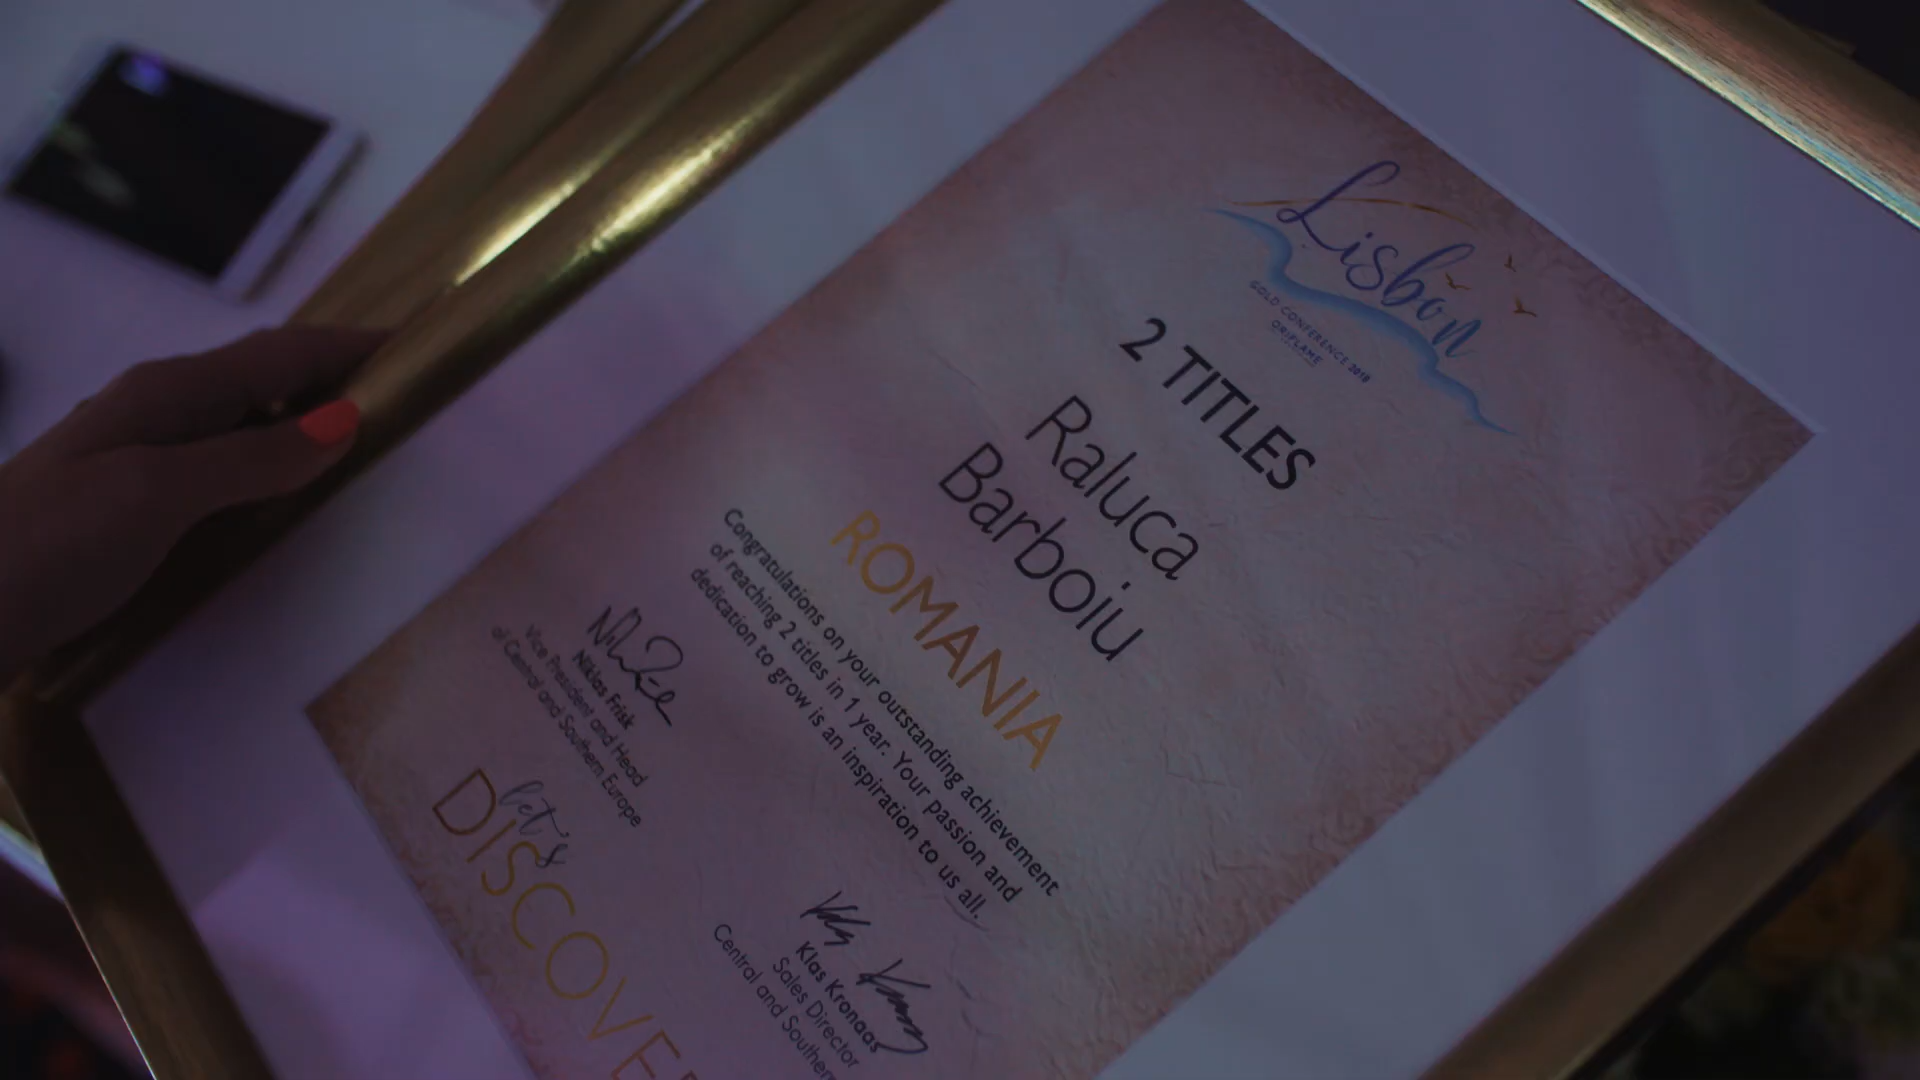 Lisbon
GOLD CONFERENCE 2018
ORIFLAME
2 TITLES
Raluca
Barboiu
ROMANIA
Congratulations on your outstanding achievement
of reaching 2 titles in 1 year. Your passion and
dedication to grow is an inspiration to us all.
Niklas Frisk
Vice President and Head
of Central and Southern Europe
Klas Kronaas
Sales Director
Central and Southern
let's
DISCOVE